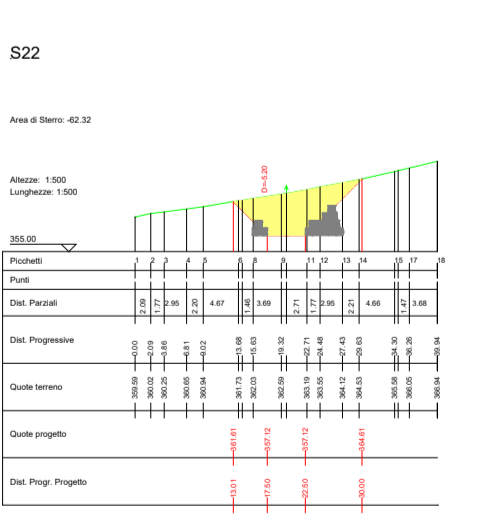 S22
Area di Sterro: -62.32
D=-5.20
Altezze: 1:500
Lunghezze: 1:500
355.00
Picchetti 1 2 3 4 5 6 8 9 11 12 13 14 15 17 18
Punti
Dist. Parziali 2.09 1.77 2.95 2.20 4.67 1.46 3.69 2.71 1.77 2.95 2.21 4.66 1.47 3.68
Dist. Progressive 0.00 2.09 3.86 6.81 9.02 13.68 15.63 19.32 22.71 24.48 27.43 29.63 34.30 36.26 39.94
Quote terreno 359.59 360.02 360.25 360.65 360.94 361.73 362.03 362.59 363.19 363.55 364.12 364.53 365.58 366.05 366.94
Quote progetto 361.61 357.12 357.12 364.61
Dist. Progr. Progetto 13.01 17.50 22.50 30.00